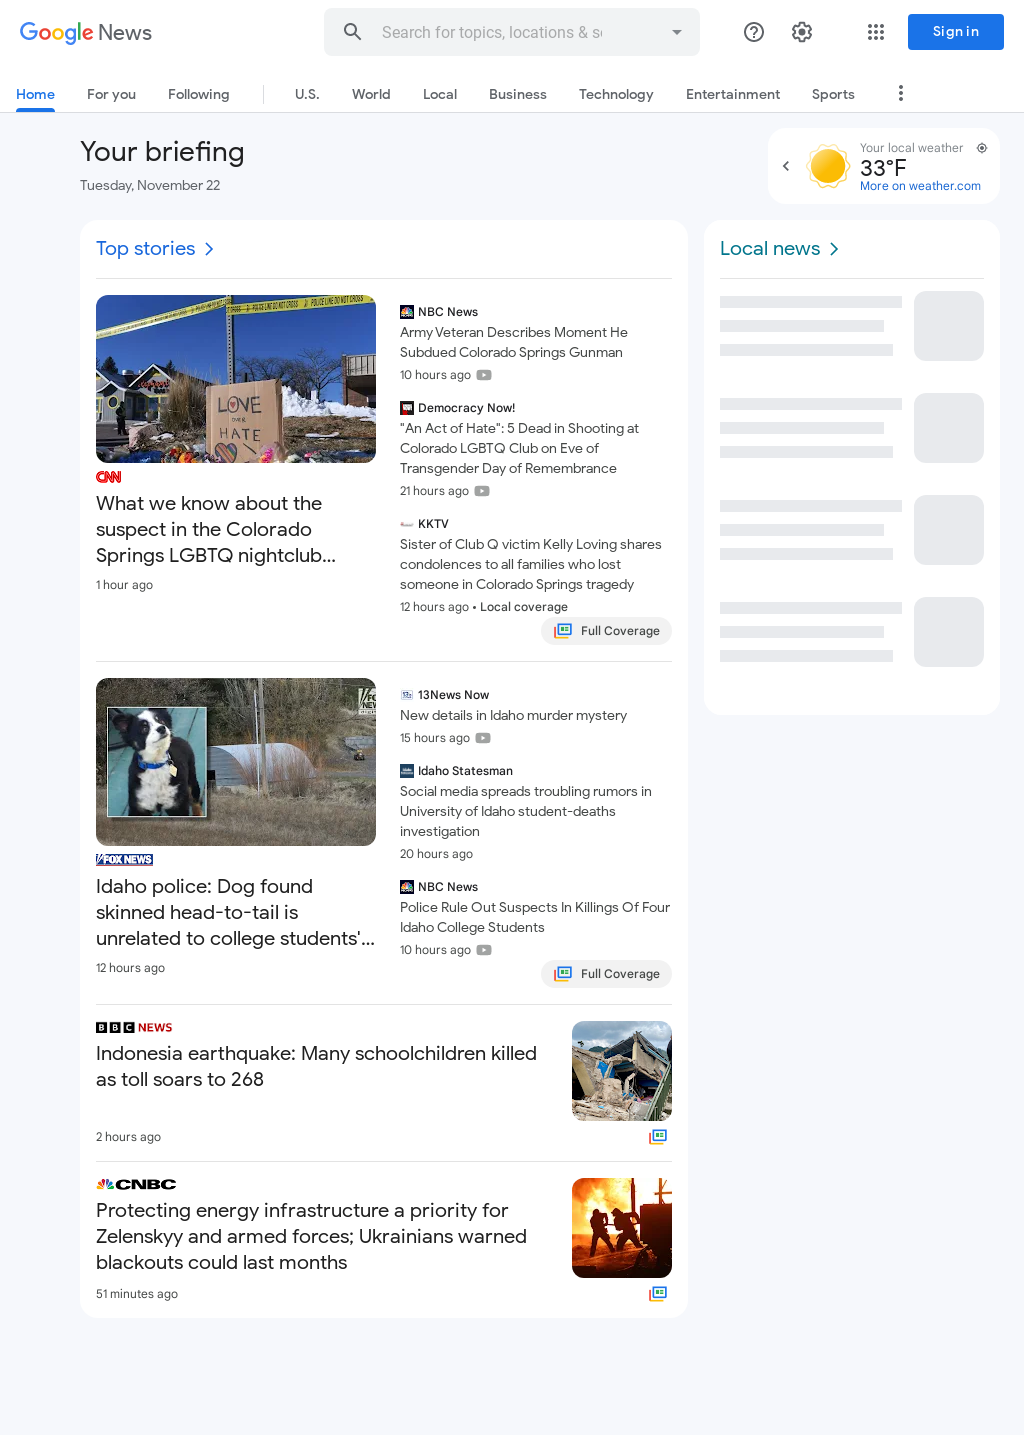 Google News
Search for topics, locations & so
Sign in
Home
For you
Following
U.S.
World
Local
Business
Technology
Entertainment
Sports
Your briefing
Tuesday, November 22
Your local weather
33°F
More on weather.com
Top stories
POLICE LINE DO NOT CROSS
LOVE
OVER
HATE
CNN
What we know about the
suspect in the Colorado
Springs LGBTQ nightclub...
1 hour ago
NBC News
Army Veteran Describes Moment He
Subdued Colorado Springs Gunman
10 hours ago
Democracy Now!
"An Act of Hate": 5 Dead in Shooting at
Colorado LGBTQ Club on Eve of
Transgender Day of Remembrance
21 hours ago
KKTV
Sister of Club Q victim Kelly Loving shares
condolences to all families who lost
someone in Colorado Springs tragedy
12 hours ago • Local coverage
Full Coverage
FOX NEWS
Idaho police: Dog found
skinned head-to-tail is
unrelated to college students'...
12 hours ago
13News Now
New details in Idaho murder mystery
15 hours ago
Idaho Statesman
Social media spreads troubling rumors in
University of Idaho student-deaths
investigation
20 hours ago
NBC News
Police Rule Out Suspects In Killings Of Four
Idaho College Students
10 hours ago
Full Coverage
BBC NEWS
Indonesia earthquake: Many schoolchildren killed
as toll soars to 268
2 hours ago
CNBC
Protecting energy infrastructure a priority for
Zelenskyy and armed forces; Ukrainians warned
blackouts could last months
51 minutes ago
Local news